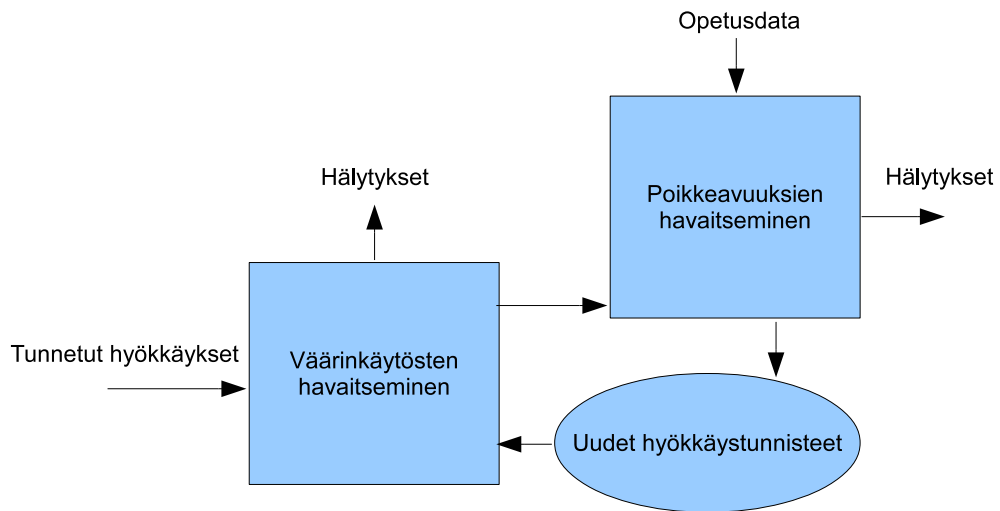 Opetusdata
Hälytykset
Poikkeavuuksien
havaitseminen
Hälytykset
Tunnetut hyökkäykset
Väärinkäytösten
havaitseminen
Uudet hyökkäystunnisteet